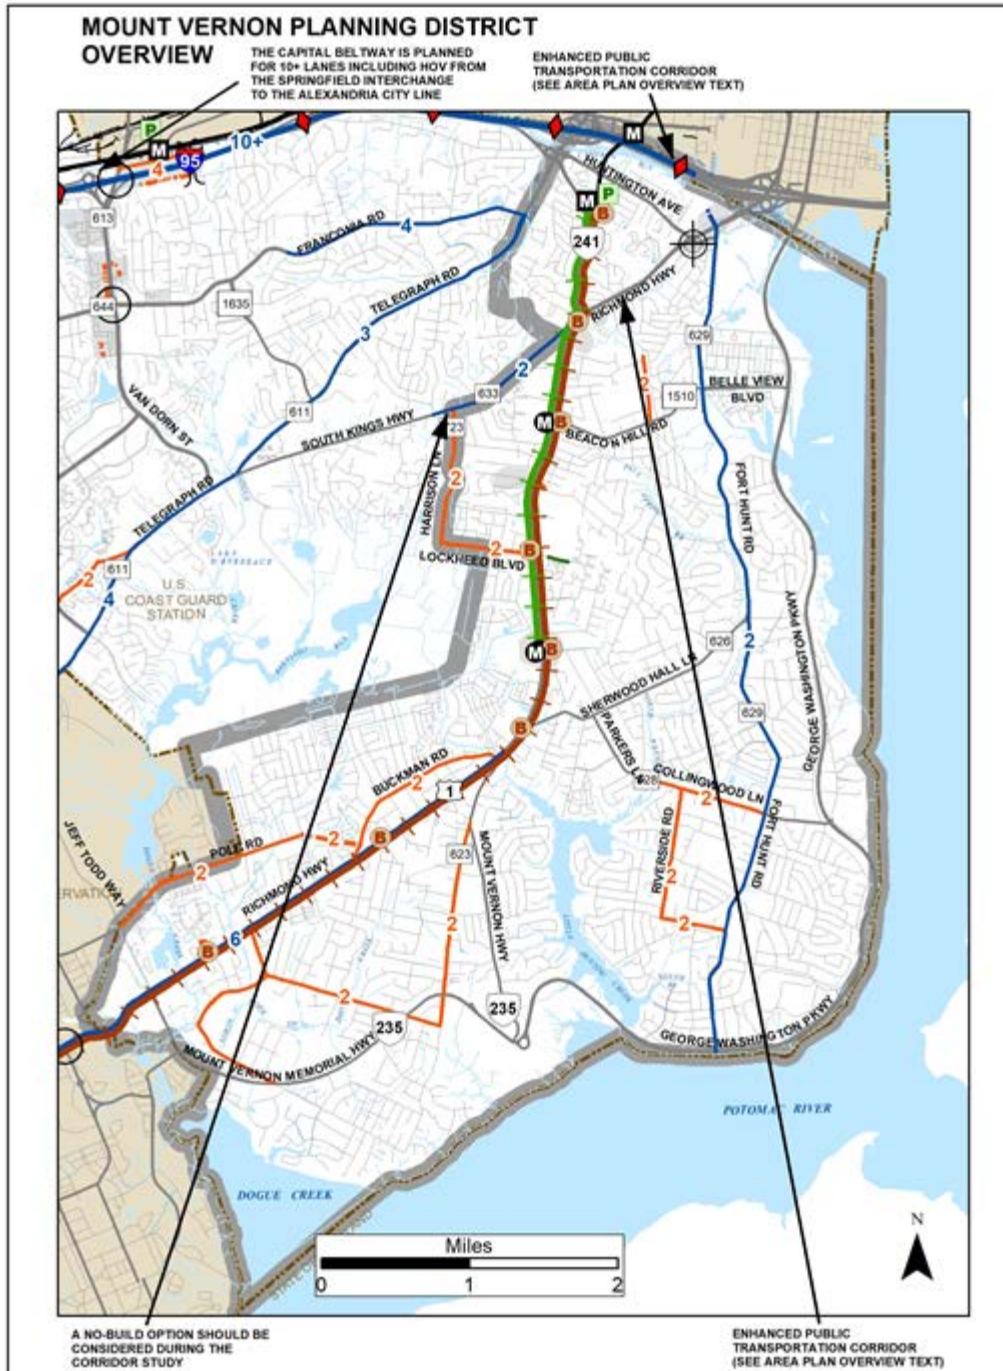 MOUNT VERNON PLANNING DISTRICT
OVERVIEW
THE CAPITAL BELTWAY IS PLANNED
FOR 10+ LANES INCLUDING HOV FROM
THE SPRINGFIELD INTERCHANGE
TO THE ALEXANDRIA CITY LINE
ENHANCED PUBLIC
TRANSPORTATION CORRIDOR
(SEE AREA PLAN OVERVIEW TEXT)
P
M
10+
95
4
M
HUNTINGTON AVE
613
M
P
B
FRANCONIA RD
4
241
TELEGRAPH RD
644
1635
RICHMOND HWY
B
3
629
2
633
2
BELLE VIEW
BLVD
1510
VAN DORN ST
611
SOUTH KINGS HWY
723
M
B
BEACON HILL RD
TELEGRAPH RD
HARRISON LN
2
FORT HUNT RD
2
LOCKHEED BLVD
B
2
611
4
U.S.
COAST GUARD
STATION
M
B
626
2
SHERWOOD HALL LN
GEORGE WASHINGTON PKWY
629
B
PARKERS LN
BUCKMAN RD
2
628
COLLINGWOOD LN
2
1
JEFF TODD WAY
POLE RD
2
B
2
623
MOUNT VERNON HWY
RIVERSIDE RD
2
FORT HUNT RD
RICHMOND HWY
2
2
B
6
2
235
235
MOUNT VERNON MEMORIAL HWY
GEORGE WASHINGTON PKWY
POTOMAC RIVER
DOGUE CREEK
N
Miles
0 1 2
A NO-BUILD OPTION SHOULD BE
CONSIDERED DURING THE
CORRIDOR STUDY
ENHANCED PUBLIC
TRANSPORTATION CORRIDOR
(SEE AREA PLAN OVERVIEW TEXT)